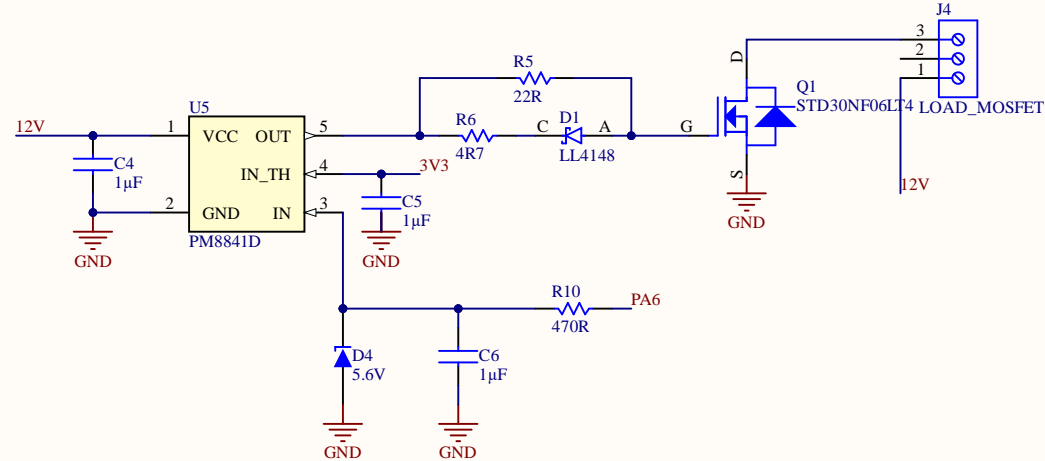 J4
3
2
1
LOAD_MOSFET
12V
D
Q1
STD30NF06LT4
G
S
GND
R5
22R
R6
4R7
C
D1
A
LL4148
U5
12V
1
VCC
OUT
5
IN_TH
4
3V3
2
GND
IN
3
PM8841D
C4
1µF
GND
C5
1µF
GND
R10
470R
PA6
D4
5.6V
GND
C6
1µF
GND